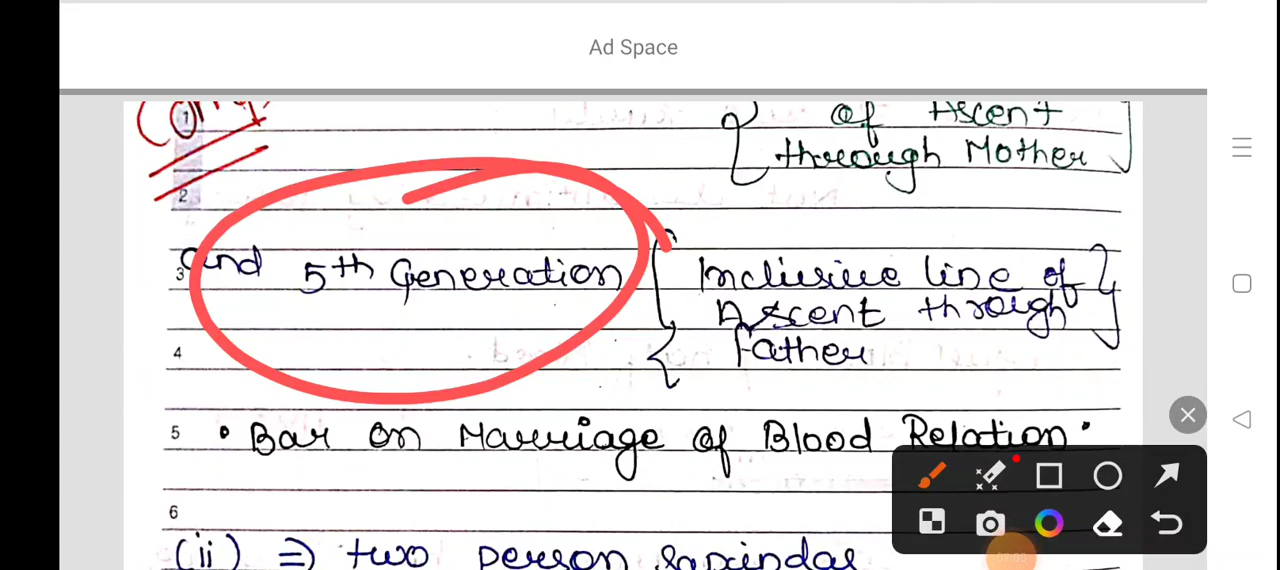 Ad Space
1
of Ascent
through Mother
2
3 and 5th Generation { Inclusive line of
Ascent through
4 Father
5 • Bar on Marriage of Blood Relation •
6
(ii) ⇒ two person sapindas